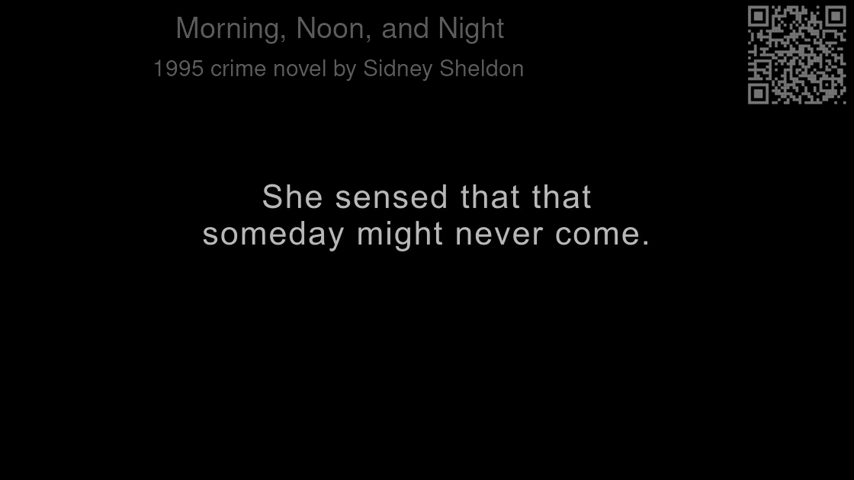 Morning, Noon, and Night
1995 crime novel by Sidney Sheldon
She sensed that that
someday might never come.